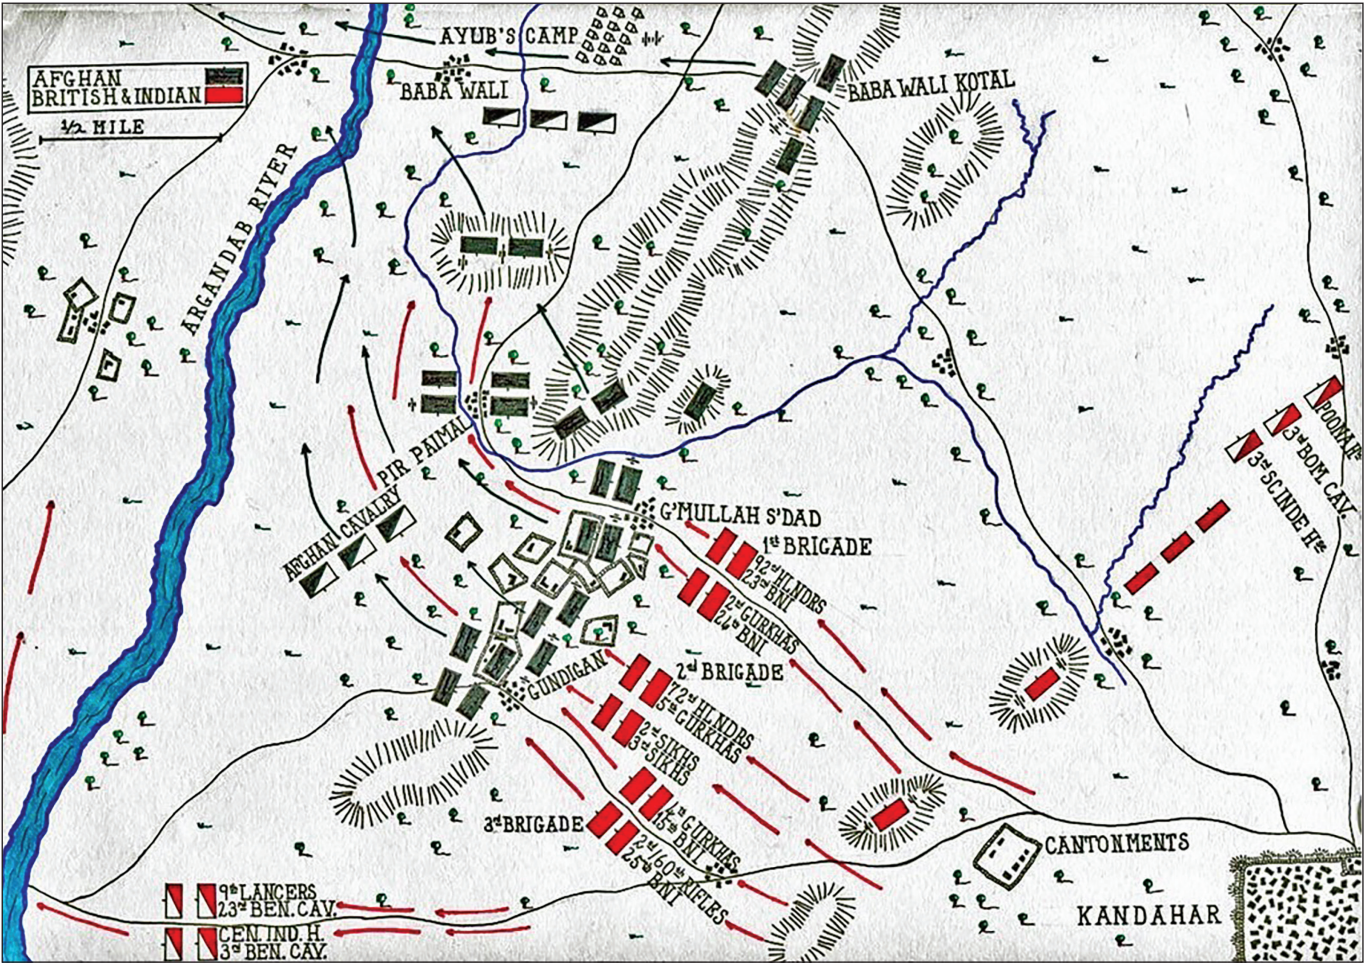 AYUB'S CAMP
AFGHAN
BRITISH & INDIAN
½ MILE
BABA WALI
BABA WALI KOTAL
ARGANDAB RIVER
PIR PAIMAL
AFGHAN CAVALRY
G'MULLAH S'DAD
1st BRIGADE
92nd HLNDRS
23rd BNI
2nd GURKHAS
24th BNI
POONAH
3rd BOM. CAV.
3rd SCINDE Hse
GUNDIGAN
2nd BRIGADE
72nd HLNDRS
5th GURKHAS
2nd SIKHS
3rd SIKHS
3rd BRIGADE
4th GURKHAS
15th BNI
2nd/60th RIFLES
25th BNI
CANTONMENTS
KANDAHAR
9th LANCERS
23rd BEN. CAV.
CEN. IND. H.
3rd BEN. CAV.